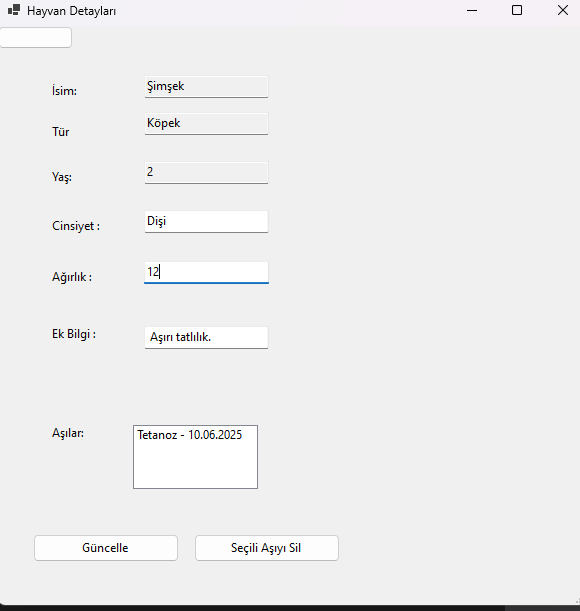 Hayvan Detayları
İsim:
Şimşek
Tür
Köpek
Yaş:
2
Cinsiyet :
Dişi
Ağırlık :
12
Ek Bilgi :
Aşırı tatlılık.
Aşılar:
Tetanoz - 10.06.2025
Güncelle
Seçili Aşıyı Sil